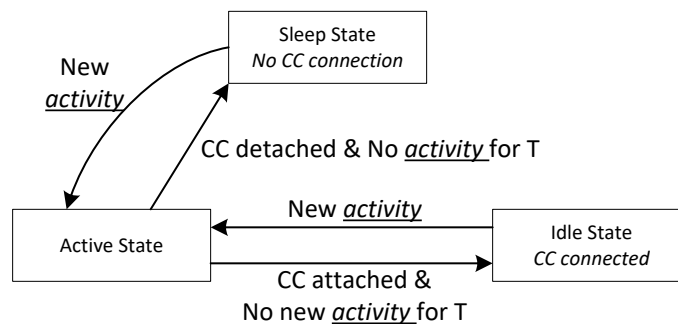 Sleep State
No CC connection
New
activity
CC detached & No activity for T
New activity
Active State
Idle State
CC connected
CC attached &
No new activity for T